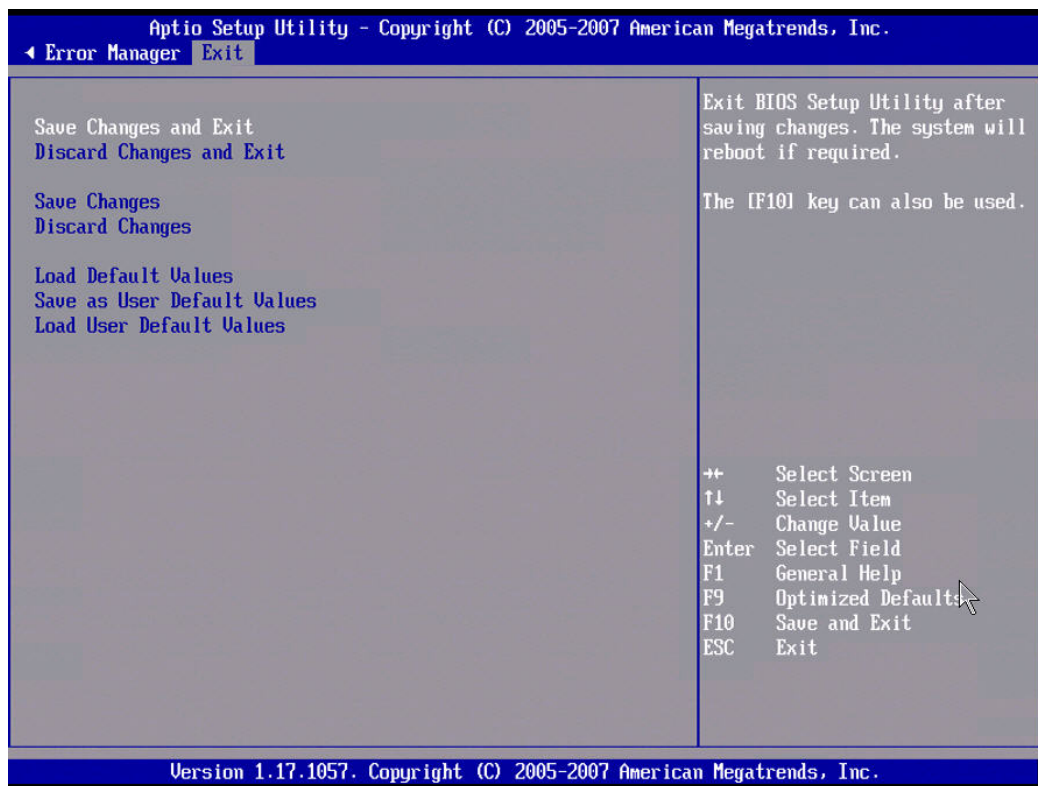 Aptio Setup Utility - Copyright (C) 2005-2007 American Megatrends, Inc.
Error Manager Exit
Save Changes and Exit
Discard Changes and Exit
Save Changes
Discard Changes
Load Default Values
Save as User Default Values
Load User Default Values
Exit BIOS Setup Utility after
saving changes. The system will
reboot if required.
The [F10] key can also be used.
→← Select Screen
↑↓ Select Item
+/- Change Value
Enter Select Field
F1 General Help
F9 Optimized Defaults
F10 Save and Exit
ESC Exit
Version 1.17.1057. Copyright (C) 2005-2007 American Megatrends, Inc.